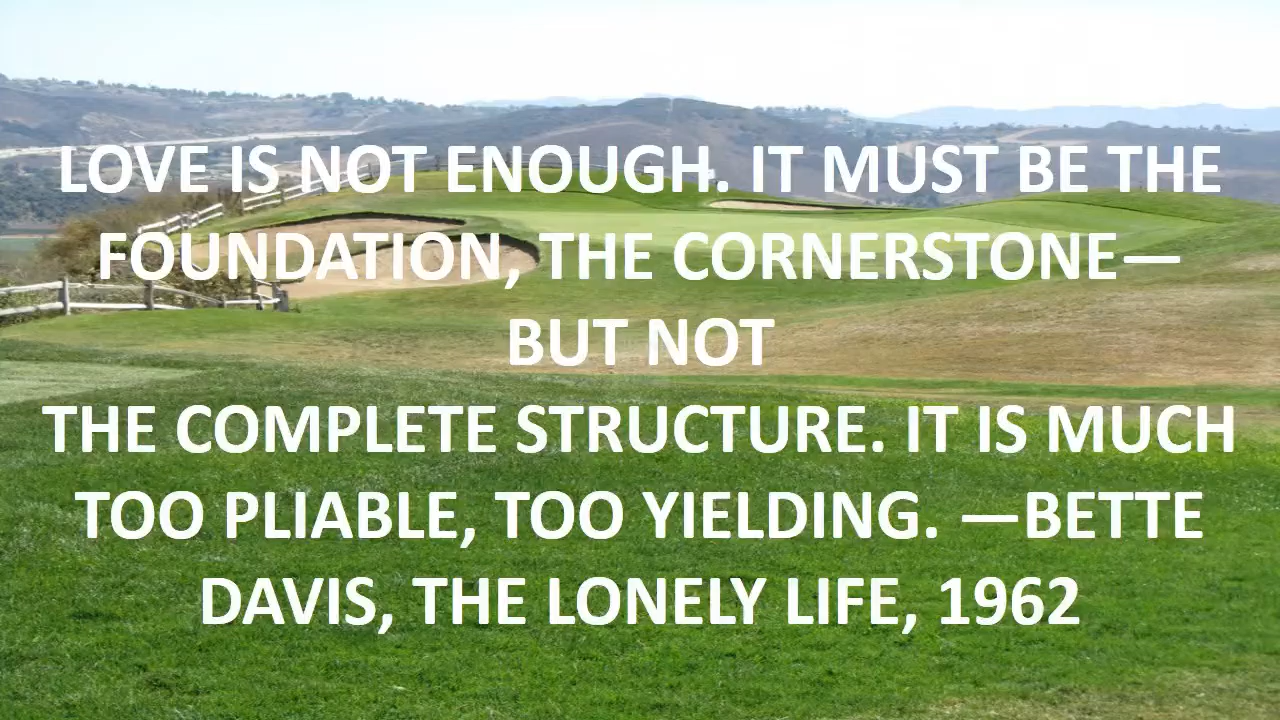 LOVE IS NOT ENOUGH. IT MUST BE THE
FOUNDATION, THE CORNERSTONE—
BUT NOT
THE COMPLETE STRUCTURE. IT IS MUCH
TOO PLIABLE, TOO YIELDING. —BETTE
DAVIS, THE LONELY LIFE, 1962